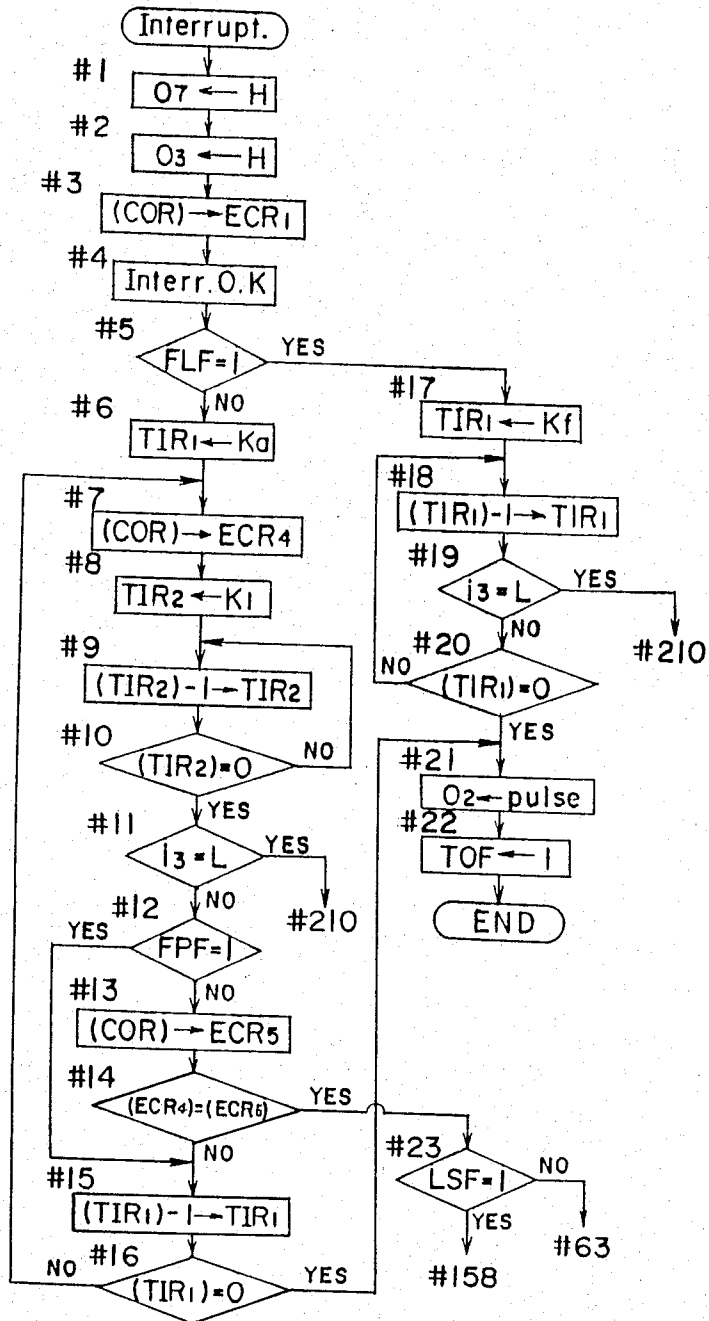 Interrupt.
#1
O7 ← H
#2
O3 ← H
#3
(COR) → ECR1
#4
Interr. O.K
#5
FLF=1
YES
NO
#6
TIR1 ← Ka
#7
(COR) → ECR4
#8
TIR2 ← K1
#9
(TIR2)-1 → TIR2
#10
(TIR2)=0
NO
YES
#11
i3=L
YES
#210
NO
#12
YES
FPF=1
NO
#13
(COR) → ECR5
#14
(ECR4)=(ECR5)
YES
NO
#15
(TIR1)-1 → TIR1
#16
NO
(TIR1)=0
YES
#17
TIR1 ← Kf
#18
(TIR1)-1 → TIR1
#19
i3=L
YES
#210
NO
#20
NO
(TIR1)=0
YES
#21
O2 ← pulse
#22
TOF ← 1
END
#23
LSF=1
NO
YES
#63
#158